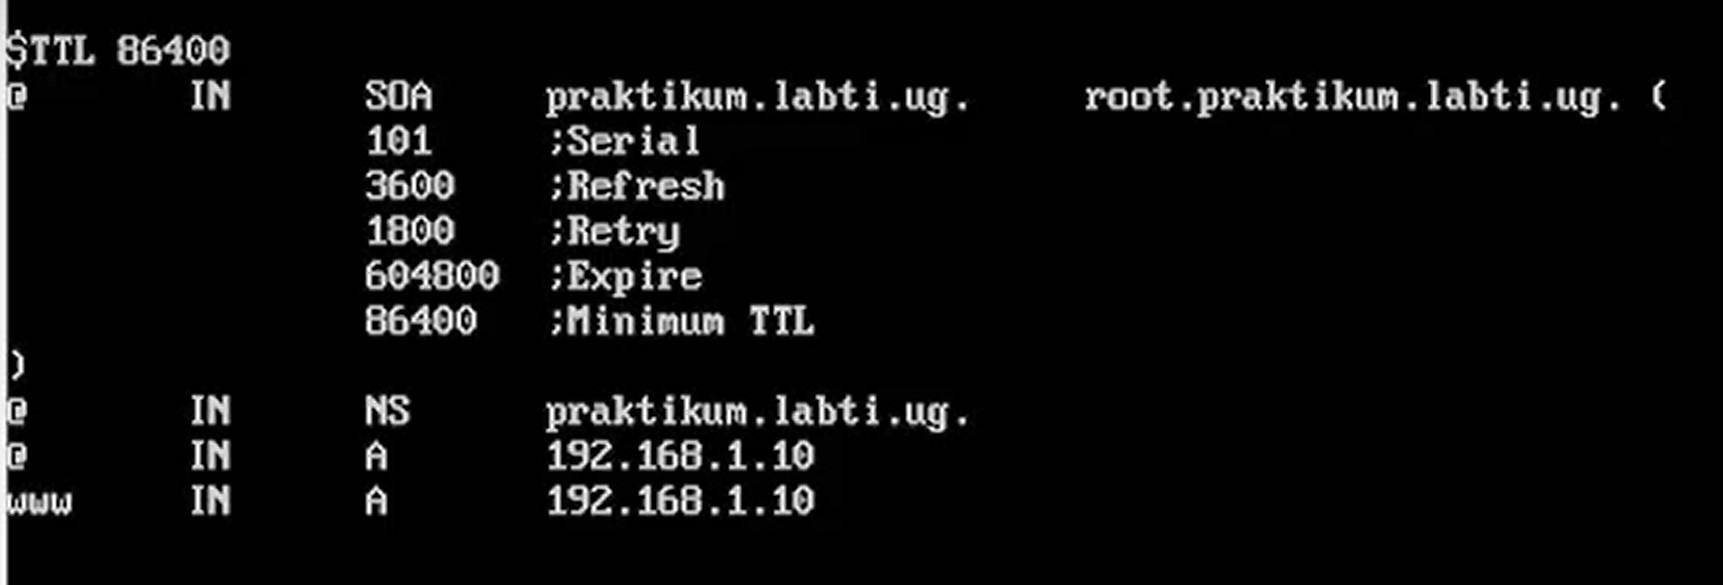 $TTL 86400
@ IN SOA praktikum.labti.ug. root.praktikum.labti.ug. (
101 ;Serial
3600 ;Refresh
1800 ;Retry
604800 ;Expire
86400 ;Minimum TTL
)
@ IN NS praktikum.labti.ug.
@ IN A 192.168.1.10
www IN A 192.168.1.10